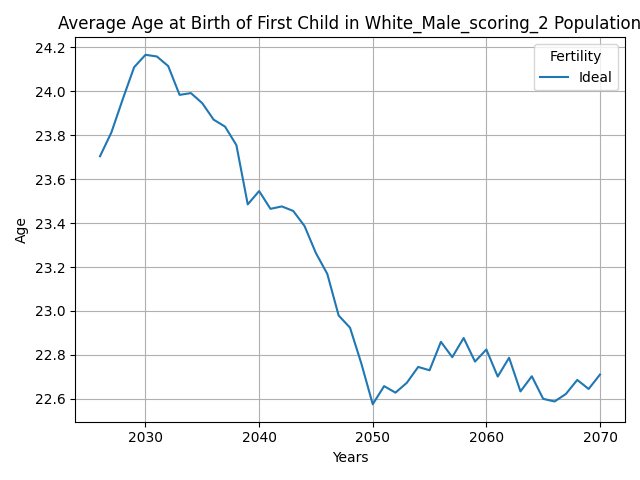 Average Age at Birth of First Child in White_Male_scoring_2 Population
24.2
24.0
23.8
23.6
23.4
23.2
23.0
22.8
22.6
Age
Fertility
Ideal
2030 2040 2050 2060 2070
Years